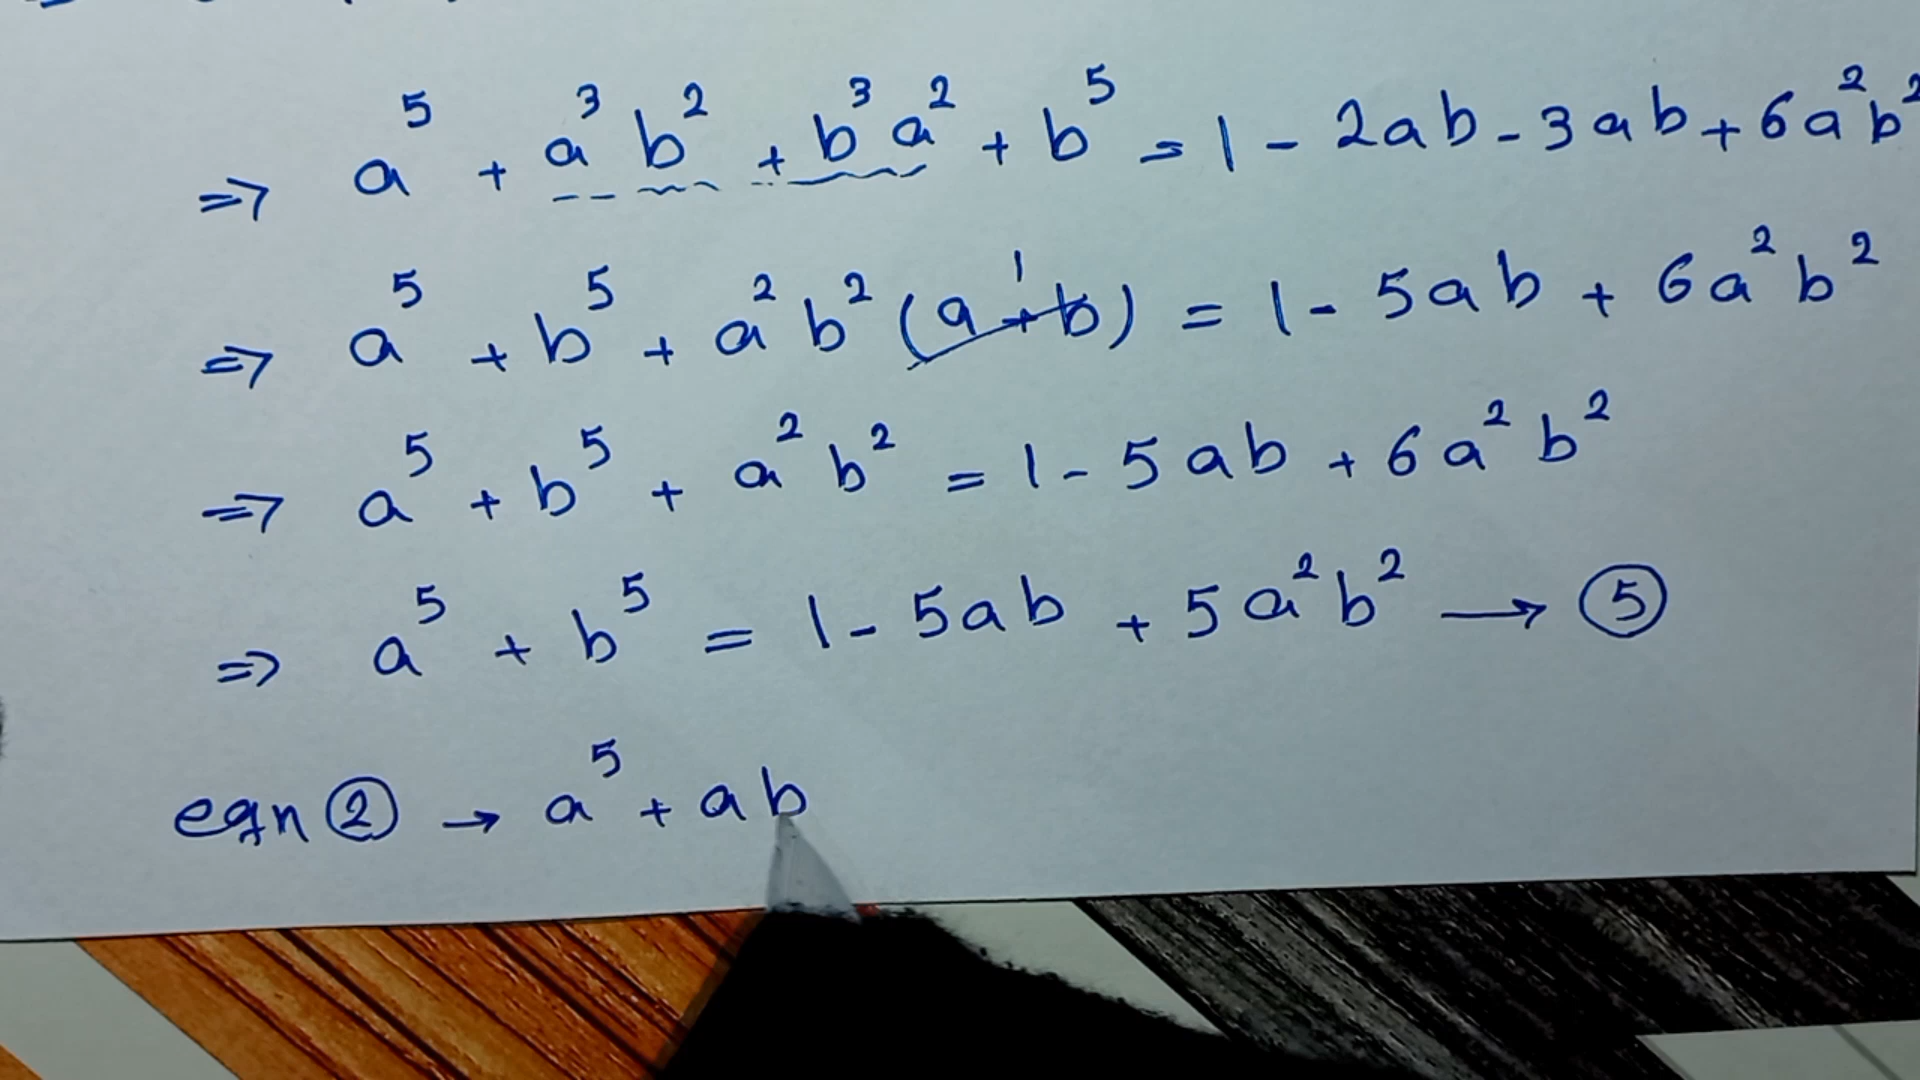 ⇒ a⁵ + a³b² + b³a² + b⁵ = 1 - 2ab - 3ab + 6a²b²
⇒ a⁵ + b⁵ + a²b²(a+b)¹ = 1 - 5ab + 6a²b²
⇒ a⁵ + b⁵ + a²b² = 1 - 5ab + 6a²b²
⇒ a⁵ + b⁵ = 1 - 5ab + 5a²b² → ⑤
eqn ② → a⁵ + ab